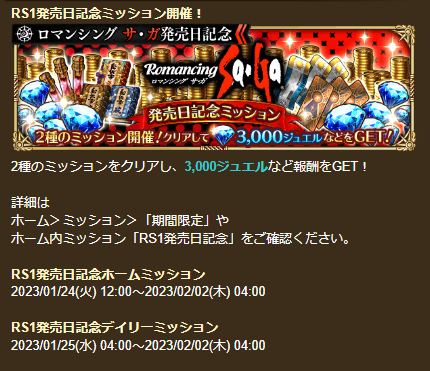 RS1発売日記念ミッション開催！
ロマンシング サ・ガ発売日記念
Romancing Sa・Ga
ロマンシング サ・ガ
発売日記念ミッション
2種のミッション開催！クリアして 3,000ジュエルなどをGET！
2種のミッションをクリアし、3,000ジュエルなど報酬をGET！
詳細は
ホーム＞ミッション＞「期間限定」や
ホーム内ミッション「RS1発売日記念」をご確認ください。
RS1発売日記念ホームミッション
2023/01/24(火) 12:00～2023/02/02(木) 04:00
RS1発売日記念デイリーミッション
2023/01/25(水) 04:00～2023/02/02(木) 04:00